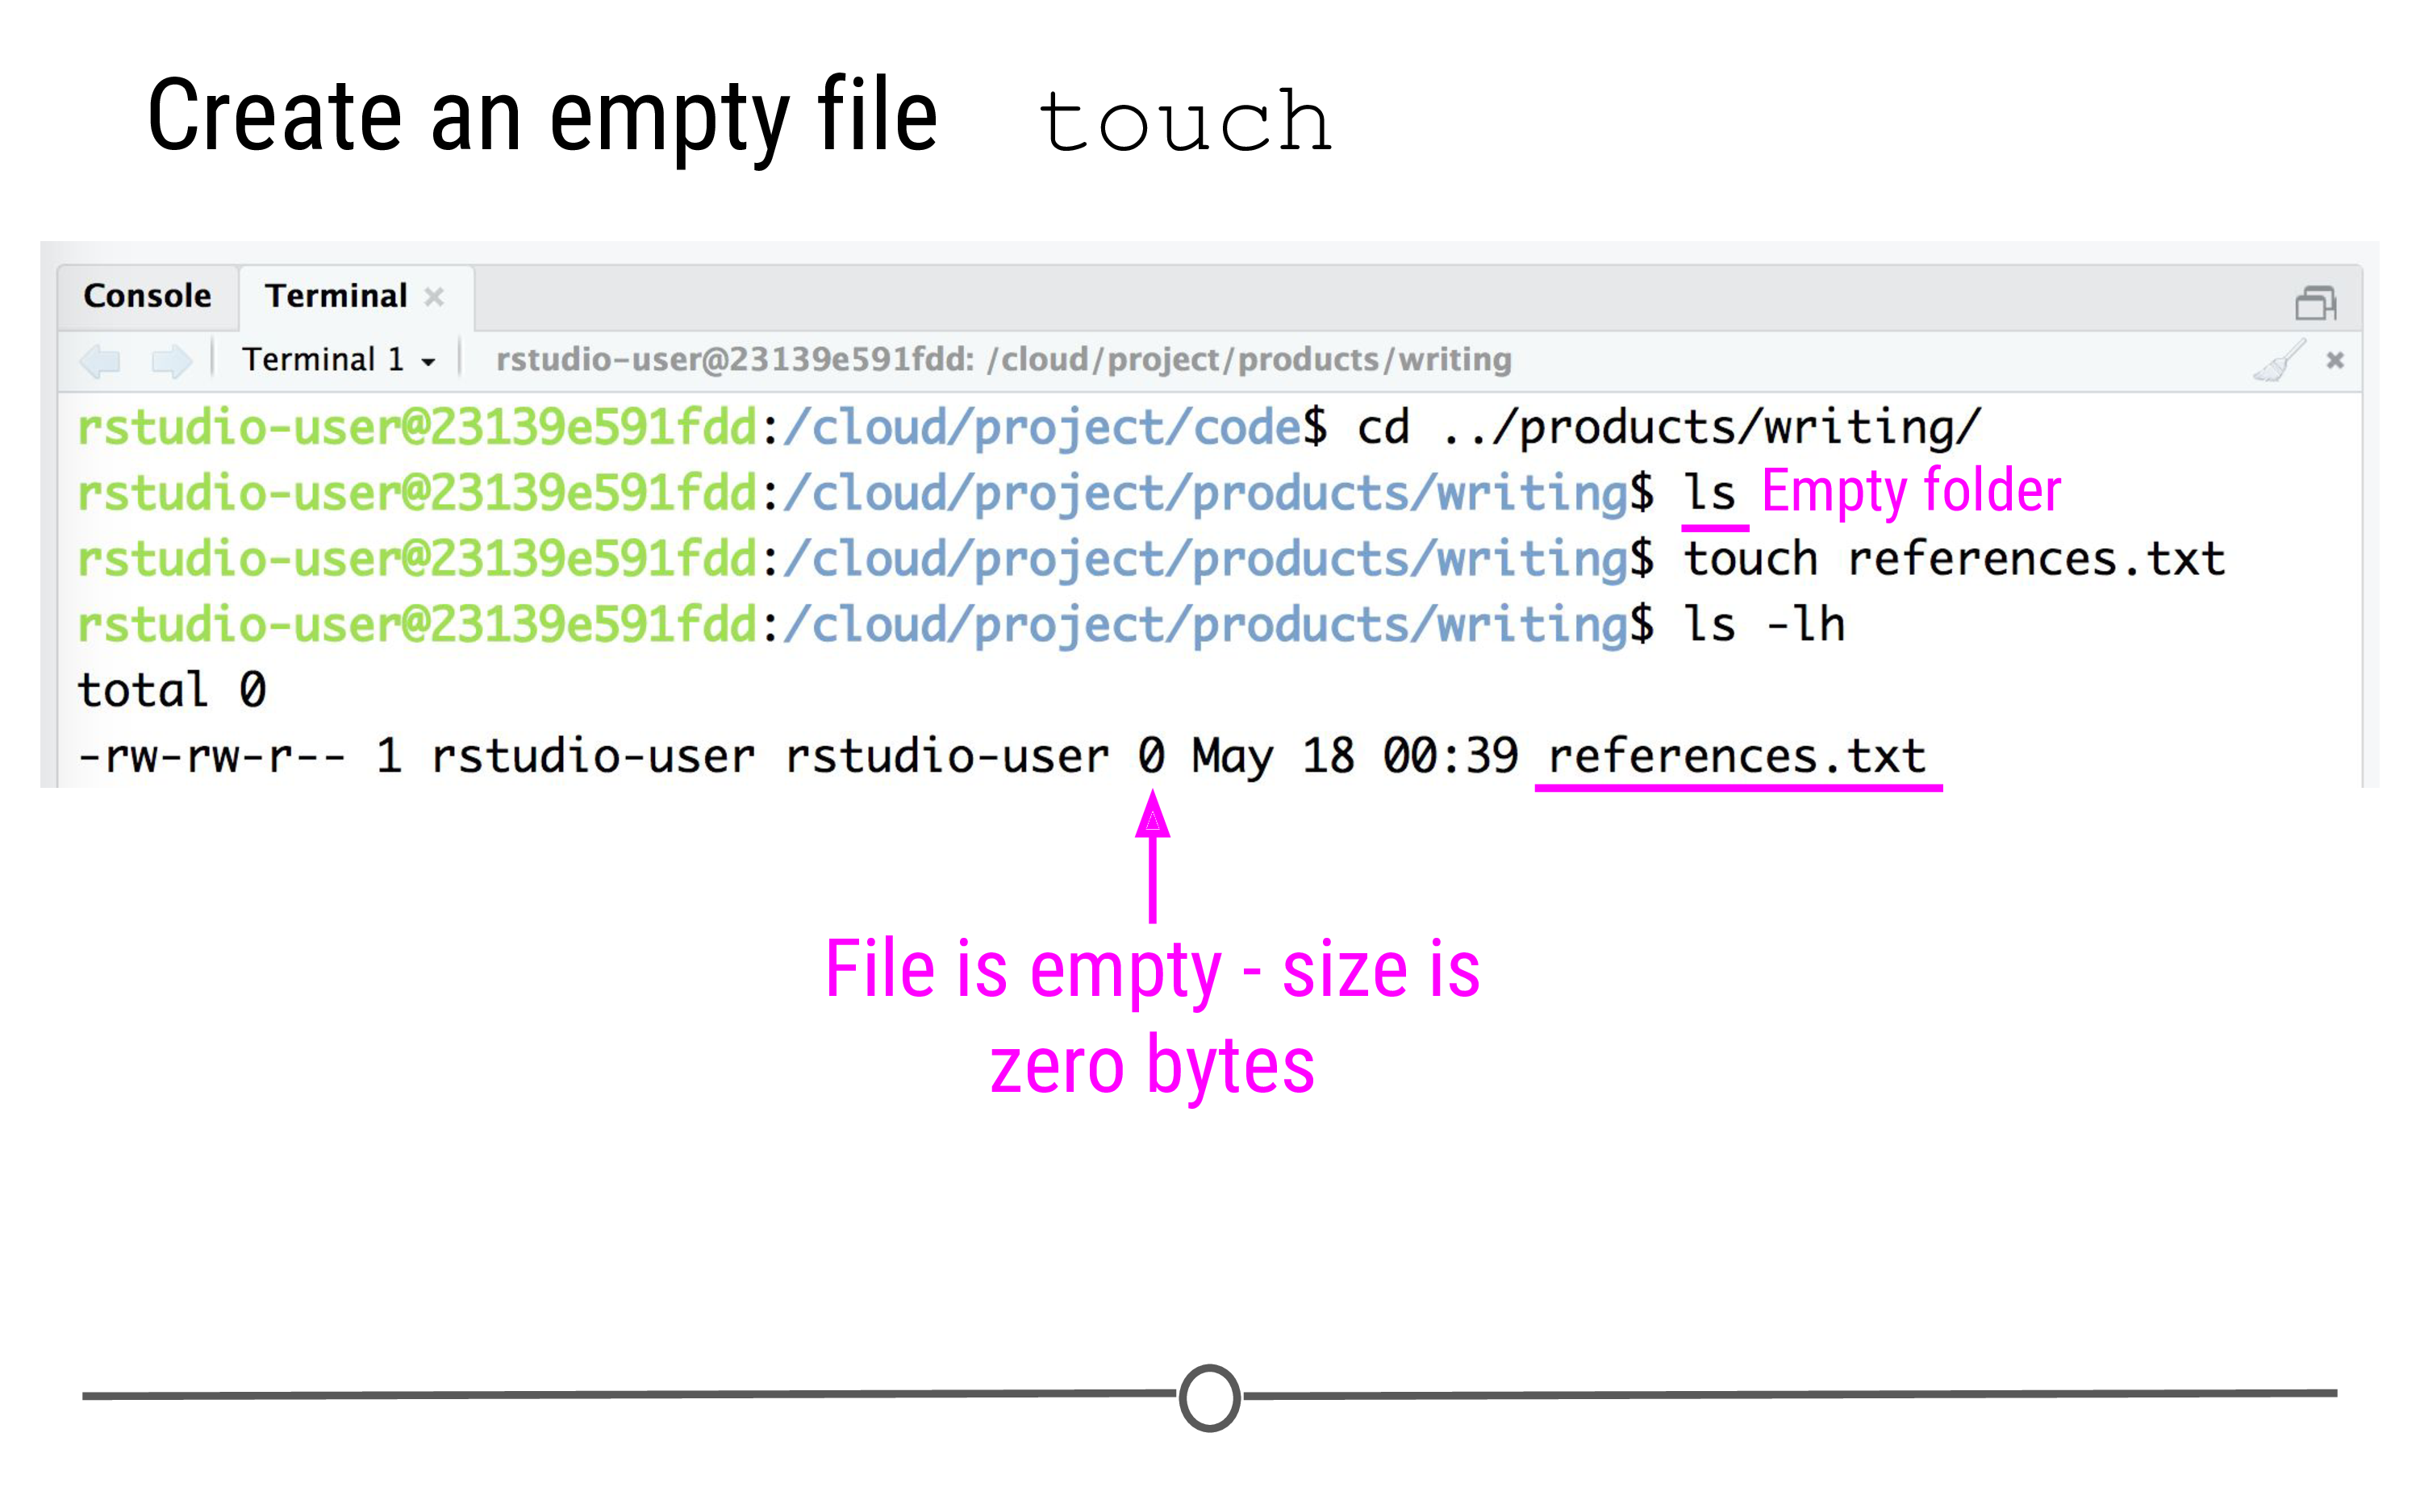 Create an empty file touch
Console Terminal
Terminal 1 rstudio-user@23139e591fdd: /cloud/project/products/writing
rstudio-user@23139e591fdd:/cloud/project/code$ cd ../products/writing/
rstudio-user@23139e591fdd:/cloud/project/products/writing$ ls Empty folder
rstudio-user@23139e591fdd:/cloud/project/products/writing$ touch references.txt
rstudio-user@23139e591fdd:/cloud/project/products/writing$ ls -lh
total 0
-rw-rw-r-- 1 rstudio-user rstudio-user 0 May 18 00:39 references.txt
File is empty - size is
zero bytes